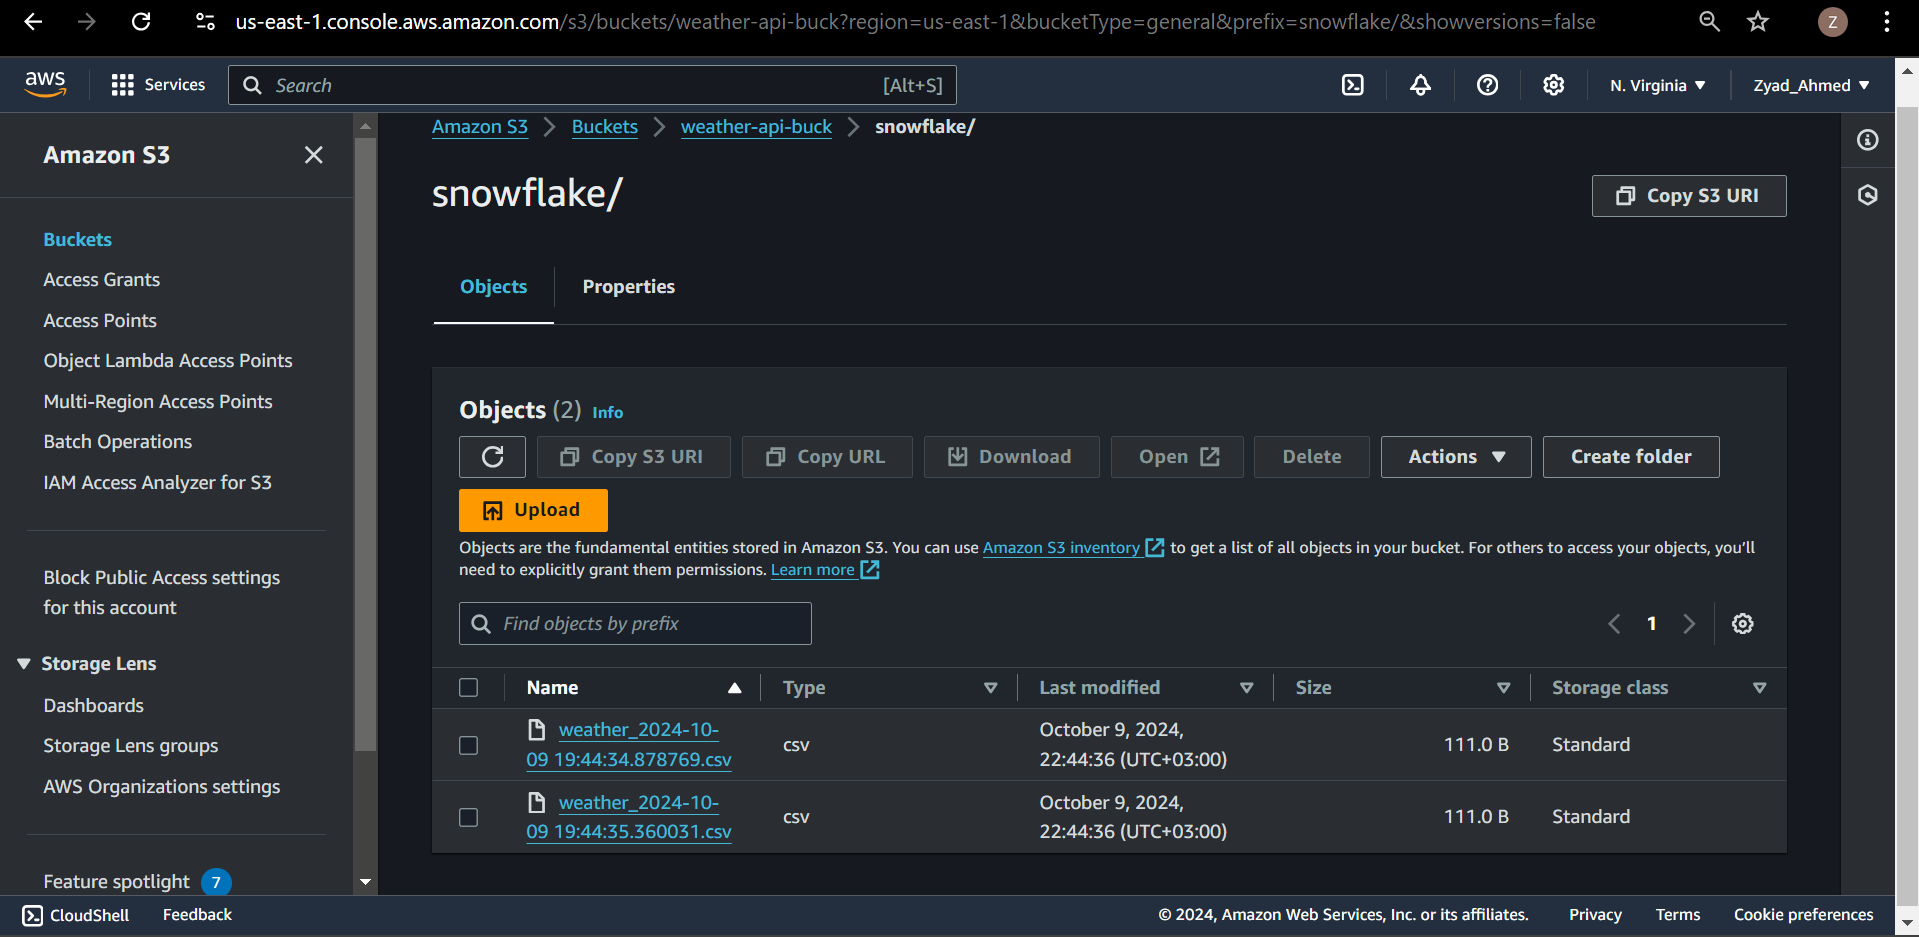 us-east-1.console.aws.amazon.com/s3/buckets/weather-api-buck?region=us-east-1&bucketType=general&prefix=snowflake/&showversions=false
Z
aws
Services
Search
[Alt+S]
N. Virginia
Zyad_Ahmed
Amazon S3
Buckets
Access Grants
Access Points
Object Lambda Access Points
Multi-Region Access Points
Batch Operations
IAM Access Analyzer for S3
Block Public Access settings
for this account
Storage Lens
Dashboards
Storage Lens groups
AWS Organizations settings
Feature spotlight 7
Amazon S3
Buckets
weather-api-buck
snowflake/
snowflake/
Copy S3 URI
Objects
Properties
Objects (2) Info
Copy S3 URI
Copy URL
Download
Open
Delete
Actions
Create folder
Upload
Objects are the fundamental entities stored in Amazon S3. You can use Amazon S3 inventory to get a list of all objects in your bucket. For others to access your objects, you'll
need to explicitly grant them permissions. Learn more
Find objects by prefix
1
Name
Type
Last modified
Size
Storage class
weather_2024-10-
09 19:44:34.878769.csv
csv
October 9, 2024,
22:44:36 (UTC+03:00)
111.0 B
Standard
weather_2024-10-
09 19:44:35.360031.csv
csv
October 9, 2024,
22:44:36 (UTC+03:00)
111.0 B
Standard
CloudShell
Feedback
© 2024, Amazon Web Services, Inc. or its affiliates.
Privacy
Terms
Cookie preferences